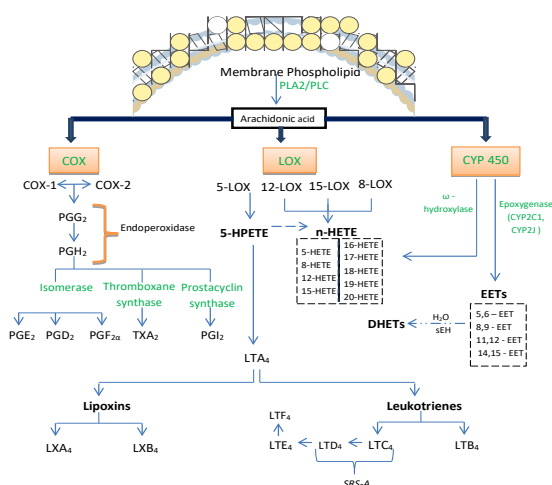 Membrane Phospholipid
PLA2/PLC
Arachidonic acid
COX
LOX
CYP 450
COX-1
COX-2
5-LOX
12-LOX
15-LOX
8-LOX
ω -
hydroxylase
Epoxygenase
(CYP2C1,
CYP2J )
PGG₂
Endoperoxidase
PGH₂
5-HPETE
n-HETE
5-HETE
8-HETE
12-HETE
15-HETE
16-HETE
17-HETE
18-HETE
19-HETE
20-HETE
Isomerase
Thromboxane
synthase
Prostacyclin
synthase
EETs
5,6 – EET
8,9 - EET
11,12 - EET
14,15 - EET
DHETs
H₂O
sEH
PGE₂
PGD₂
PGF₂α
TXA₂
PGI₂
LTA₄
Lipoxins
Leukotrienes
LXA₄
LXB₄
LTF₄
LTE₄
LTD₄
LTC₄
LTB₄
SRS-A